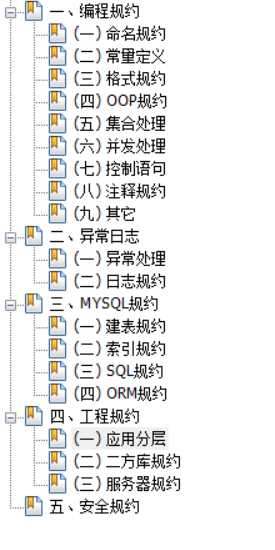 一、编程规约
(一)命名规约
(二)常量定义
(三)格式规约
(四)OOP规约
(五)集合处理
(六)并发处理
(七)控制语句
(八)注释规约
(九)其它
二、异常日志
(一)异常处理
(二)日志规约
三、MYSQL规约
(一)建表规约
(二)索引规约
(三)SQL规约
(四)ORM规约
四、工程规约
(一)应用分层
(二)二方库规约
(三)服务器规约
五、安全规约